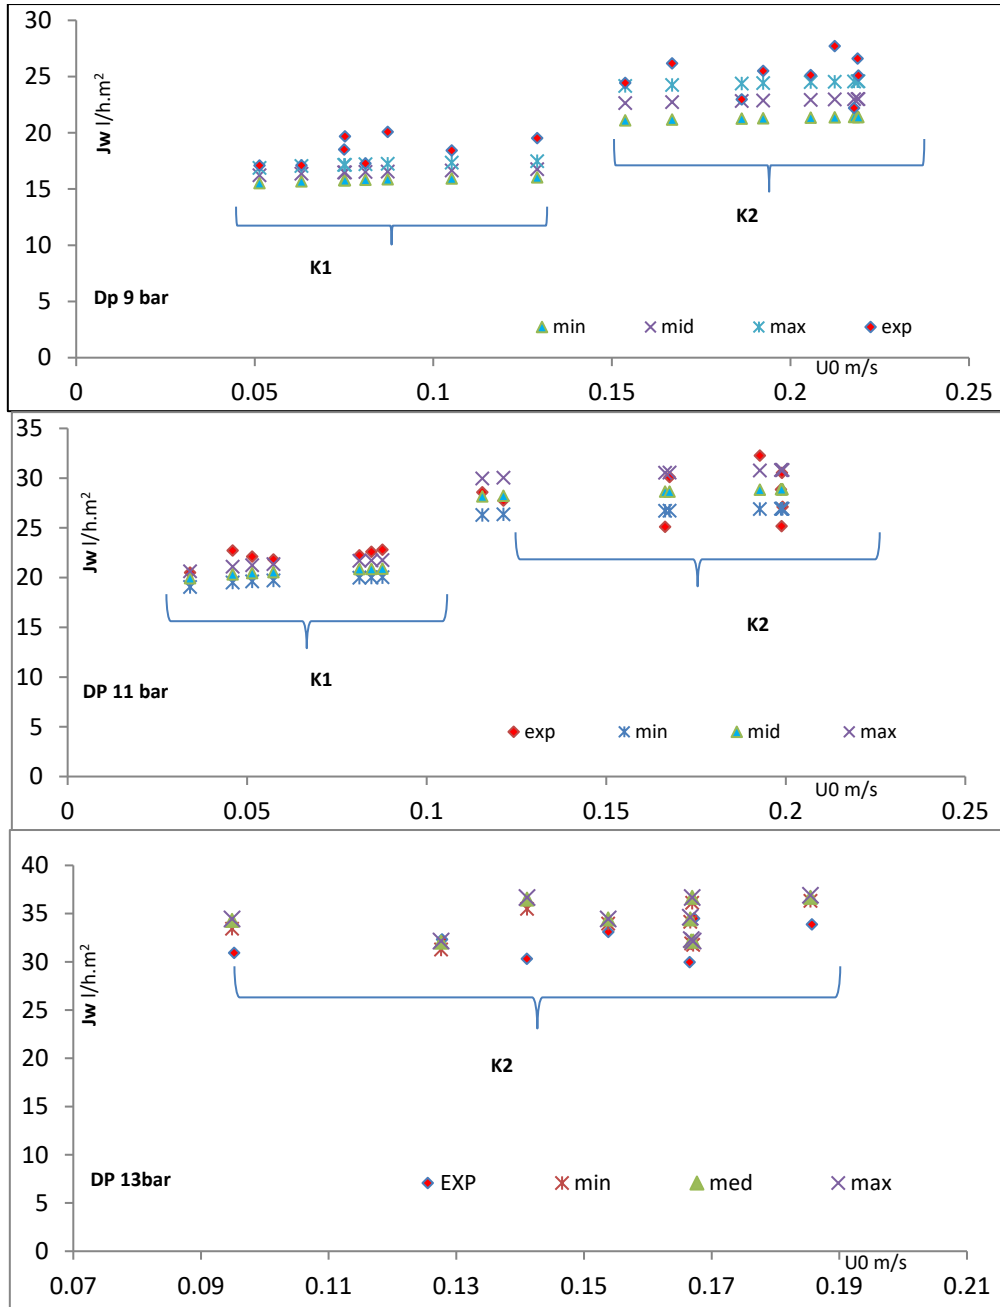 30
Jw l/h.m²
25
20
15
K2
10
K1
Dp 9 bar
5
min mid max exp
0
U0 m/s
0 0.05 0.1 0.15 0.2 0.25
35
Jw l/h.m²
30
25
20
15
K2
10
K1
DP 11 bar
5
exp min mid max
0
U0 m/s
0 0.05 0.1 0.15 0.2 0.25
40
35
30
Jw l/h.m²
25
20
K2
15
10
DP 13bar
EXP min med max
5
0
U0 m/s
0.07 0.09 0.11 0.13 0.15 0.17 0.19 0.21